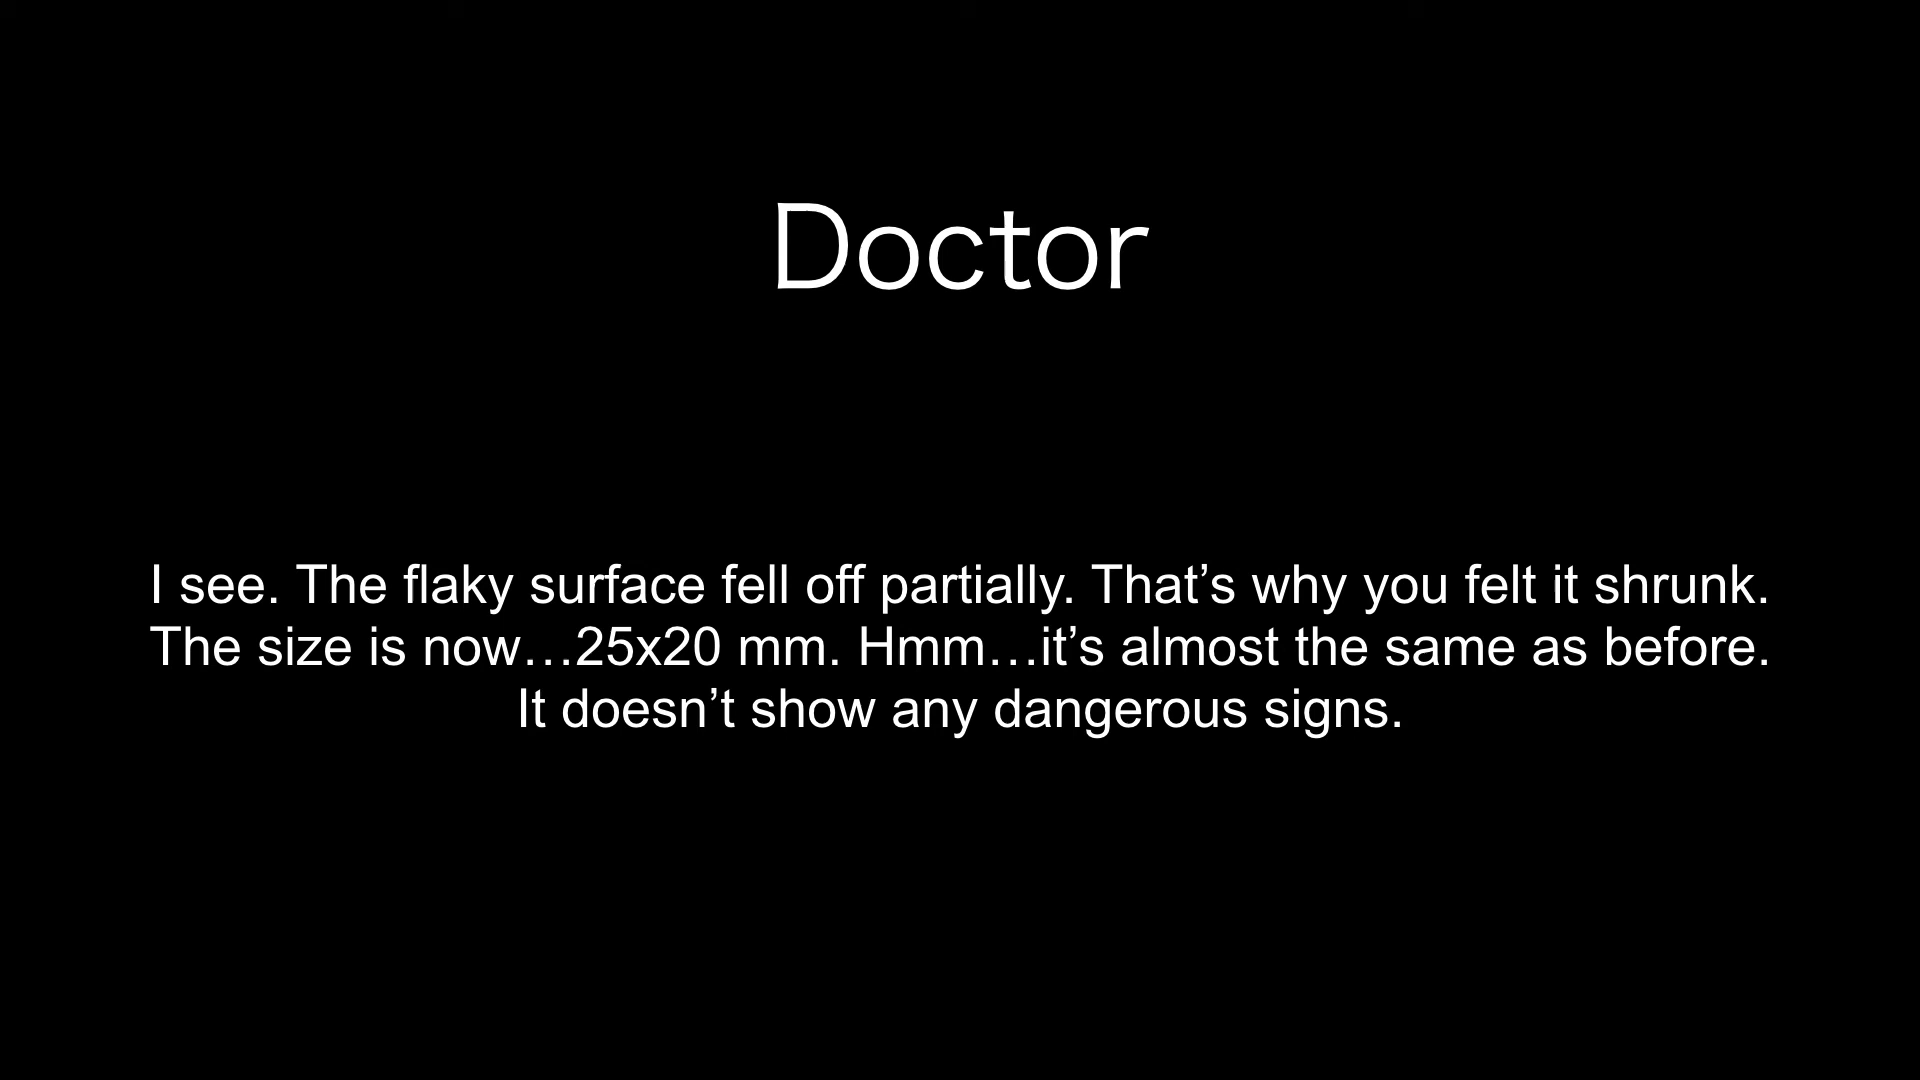 Doctor
I see. The flaky surface fell off partially. That’s why you felt it shrunk.
The size is now…25x20 mm. Hmm…it’s almost the same as before.
It doesn’t show any dangerous signs.